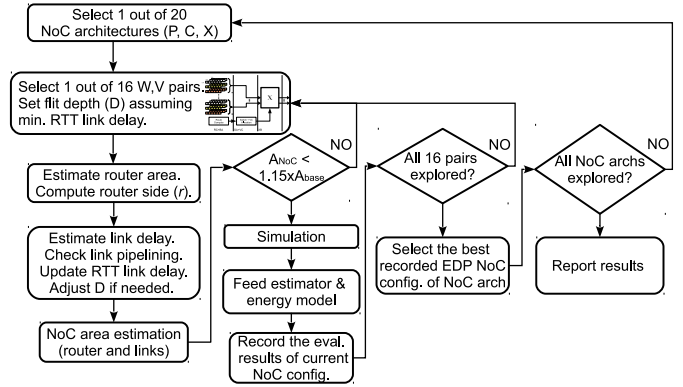 Select 1 out of 20
NoC architectures (P, C, X)
Select 1 out of 16 W,V pairs.
Set flit depth (D) assuming
min. RTT link delay.
X
Estimate router area.
Compute router side (r).
Estimate link delay.
Check link pipelining.
Update RTT link delay.
Adjust D if needed.
NoC area estimation
(router and links)
NO
ANoC <
1.15xAbase
Simulation
Feed estimator &
energy model
Record the eval.
results of current
NoC config.
NO
All 16 pairs
explored?
Select the best
recorded EDP NoC
config. of NoC arch
NO
All NoC archs
explored?
Report results